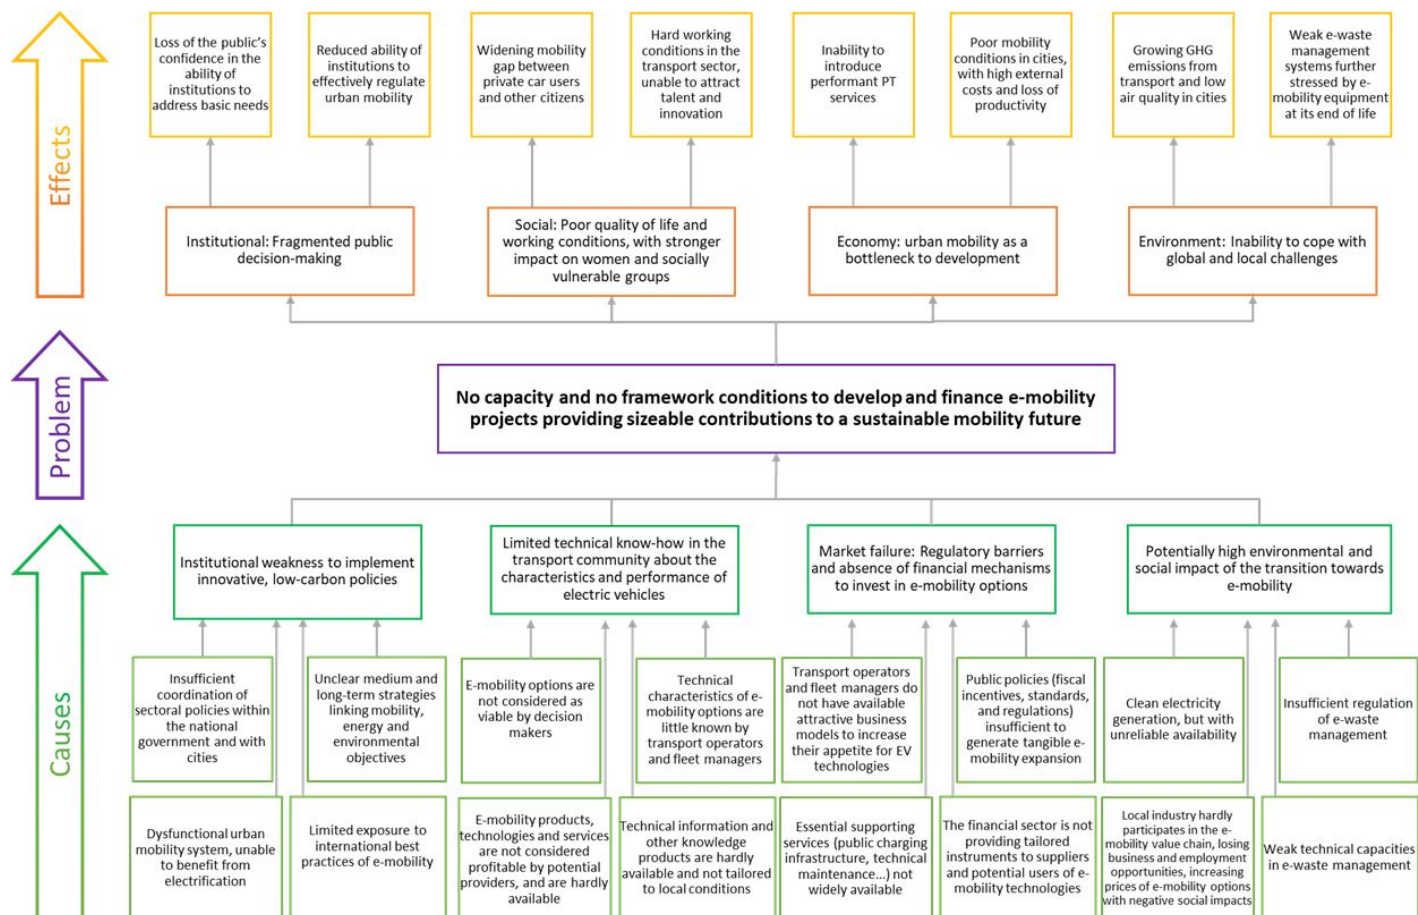 Effects
Loss of the public's
confidence in the
ability of
institutions to
address basic needs
Reduced ability of
institutions to
effectively regulate
urban mobility
Widening mobility
gap between
private car users
and other citizens
Hard working
conditions in the
transport sector,
unable to attract
talent and
innovation
Inability to
introduce
performant PT
services
Poor mobility
conditions in cities,
with high external
costs and loss of
productivity
Growing GHG
emissions from
transport and low
air quality in cities
Weak e-waste
management
systems further
stressed by e-
mobility equipment
at its end of life
Institutional: Fragmented public
decision-making
Social: Poor quality of life and
working conditions, with stronger
impact on women and socially
vulnerable groups
Economy: urban mobility as a
bottleneck to development
Environment: Inability to cope with
global and local challenges
Problem
No capacity and no framework conditions to develop and finance e-mobility
projects providing sizeable contributions to a sustainable mobility future
Causes
Institutional weakness to implement
innovative, low-carbon policies
Limited technical know-how in the
transport community about the
characteristics and performance of
electric vehicles
Market failure: Regulatory barriers
and absence of financial mechanisms
to invest in e-mobility options
Potentially high environmental and
social impact of the transition towards
e-mobility
Insufficient
coordination of
sectoral policies within
the national
government and with
cities
Unclear medium and
long-term strategies
linking mobility,
energy and
environmental
objectives
E-mobility options are
not considered as
viable by decision
makers
Technical
characteristics of e-
mobility options are
little known by
transport operators
and fleet managers
Transport operators
and fleet managers do
not have available
attractive business
models to increase
their appetite for EV
technologies
Public policies (fiscal
incentives, standards,
and regulations)
insufficient to
generate tangible e-
mobility expansion
Clean electricity
generation, but with
unreliable availability
Insufficient regulation
of e-waste
management
Dysfunctional urban
mobility system, unable
to benefit from
electrification
Limited exposure to
international best
practices of e-mobility
E-mobility products,
technologies and services
are not considered
profitable by potential
providers, and are hardly
available
Technical information and
other knowledge
products are hardly
available and not tailored
to local conditions
Essential supporting
services (public charging
infrastructure, technical
maintenance...) not
widely available
The financial sector is not
providing tailored
instruments to suppliers
and potential users of e-
mobility technologies
Local industry hardly
participates in the e-
mobility value chain, losing
business and employment
opportunities, increasing
prices of e-mobility options
with negative social impacts
Weak technical capacities
in e-waste management